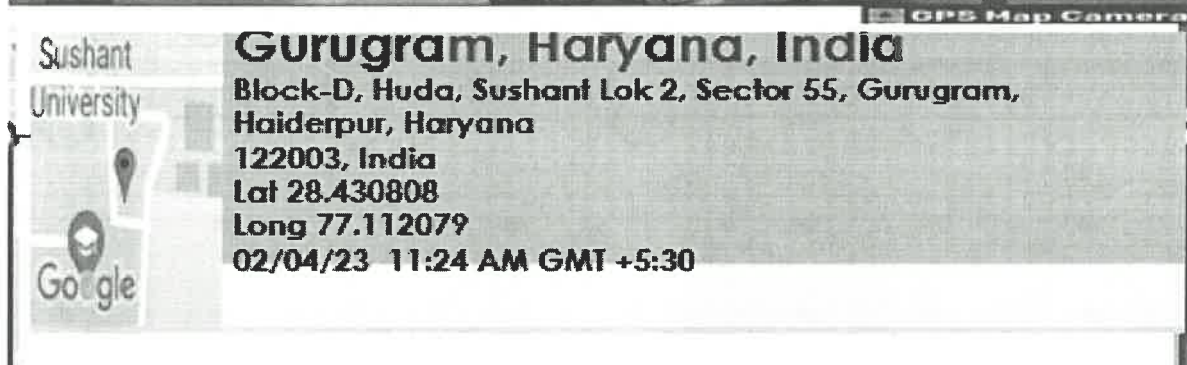 GPS Map Camera
Sushant
University
Google
Gurugram, Haryana, India
Block-D, Huda, Sushant Lok 2, Sector 55, Gurugram,
Haiderpur, Haryana
122003, India
Lat 28.430808
Long 77.112079
02/04/23 11:24 AM GMT +5:30